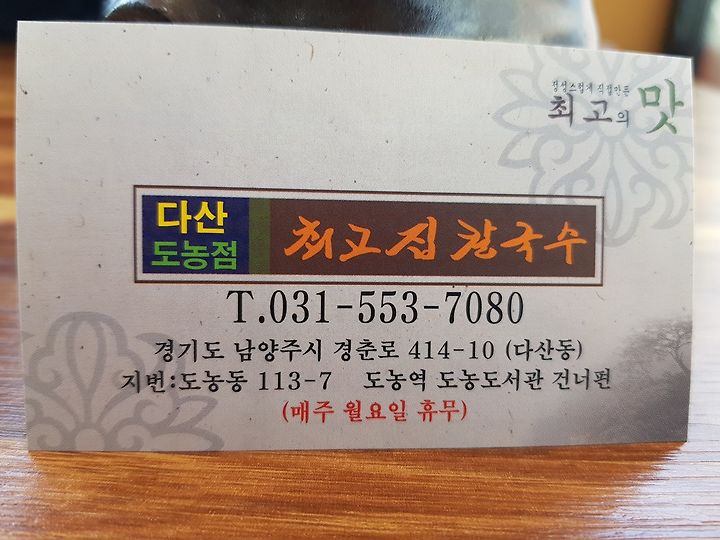 정성스럽게 직접만든
최고의 맛
다산
도농점
최고집 칼국수
T.031-553-7080
경기도 남양주시 경춘로 414-10 (다산동)
지번:도농동 113-7 도농역 도농도서관 건너편
(매주 월요일 휴무)